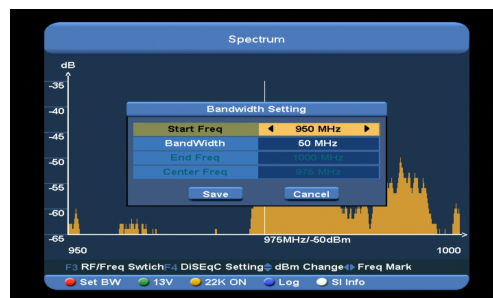 Spectrum
dB
-35
-40
-45
-50
-55
-60
-65
Bandwidth Setting
Start Freq 950 MHz
BandWidth 50 MHz
End Freq 1000 MHz
Center Freq 975 MHz
Save Cancel
975MHz/-50dBm
950 1000
F3 RF/Freq Swtich F4 DiSEqC Setting dBm Change Freq Mark
Set BW 13V 22K ON Log SI Info